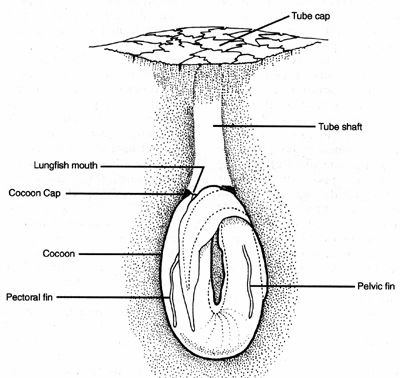 Tube cap
Tube shaft
Lungfish mouth
Cocoon Cap
Cocoon
Pectoral fin
Pelvic fin